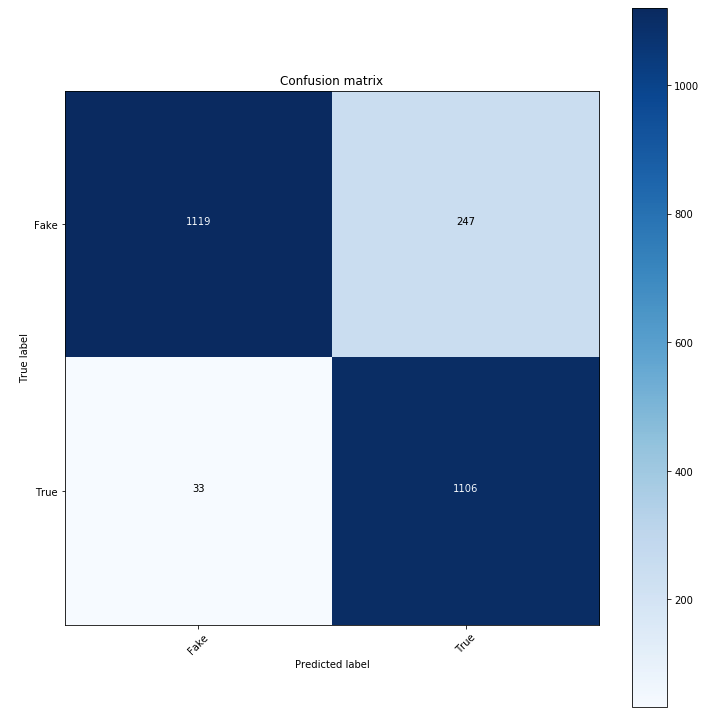 Confusion matrix
1000
800
600
400
200
True label
Fake
1119
247
True
33
1106
Fake
True
Predicted label